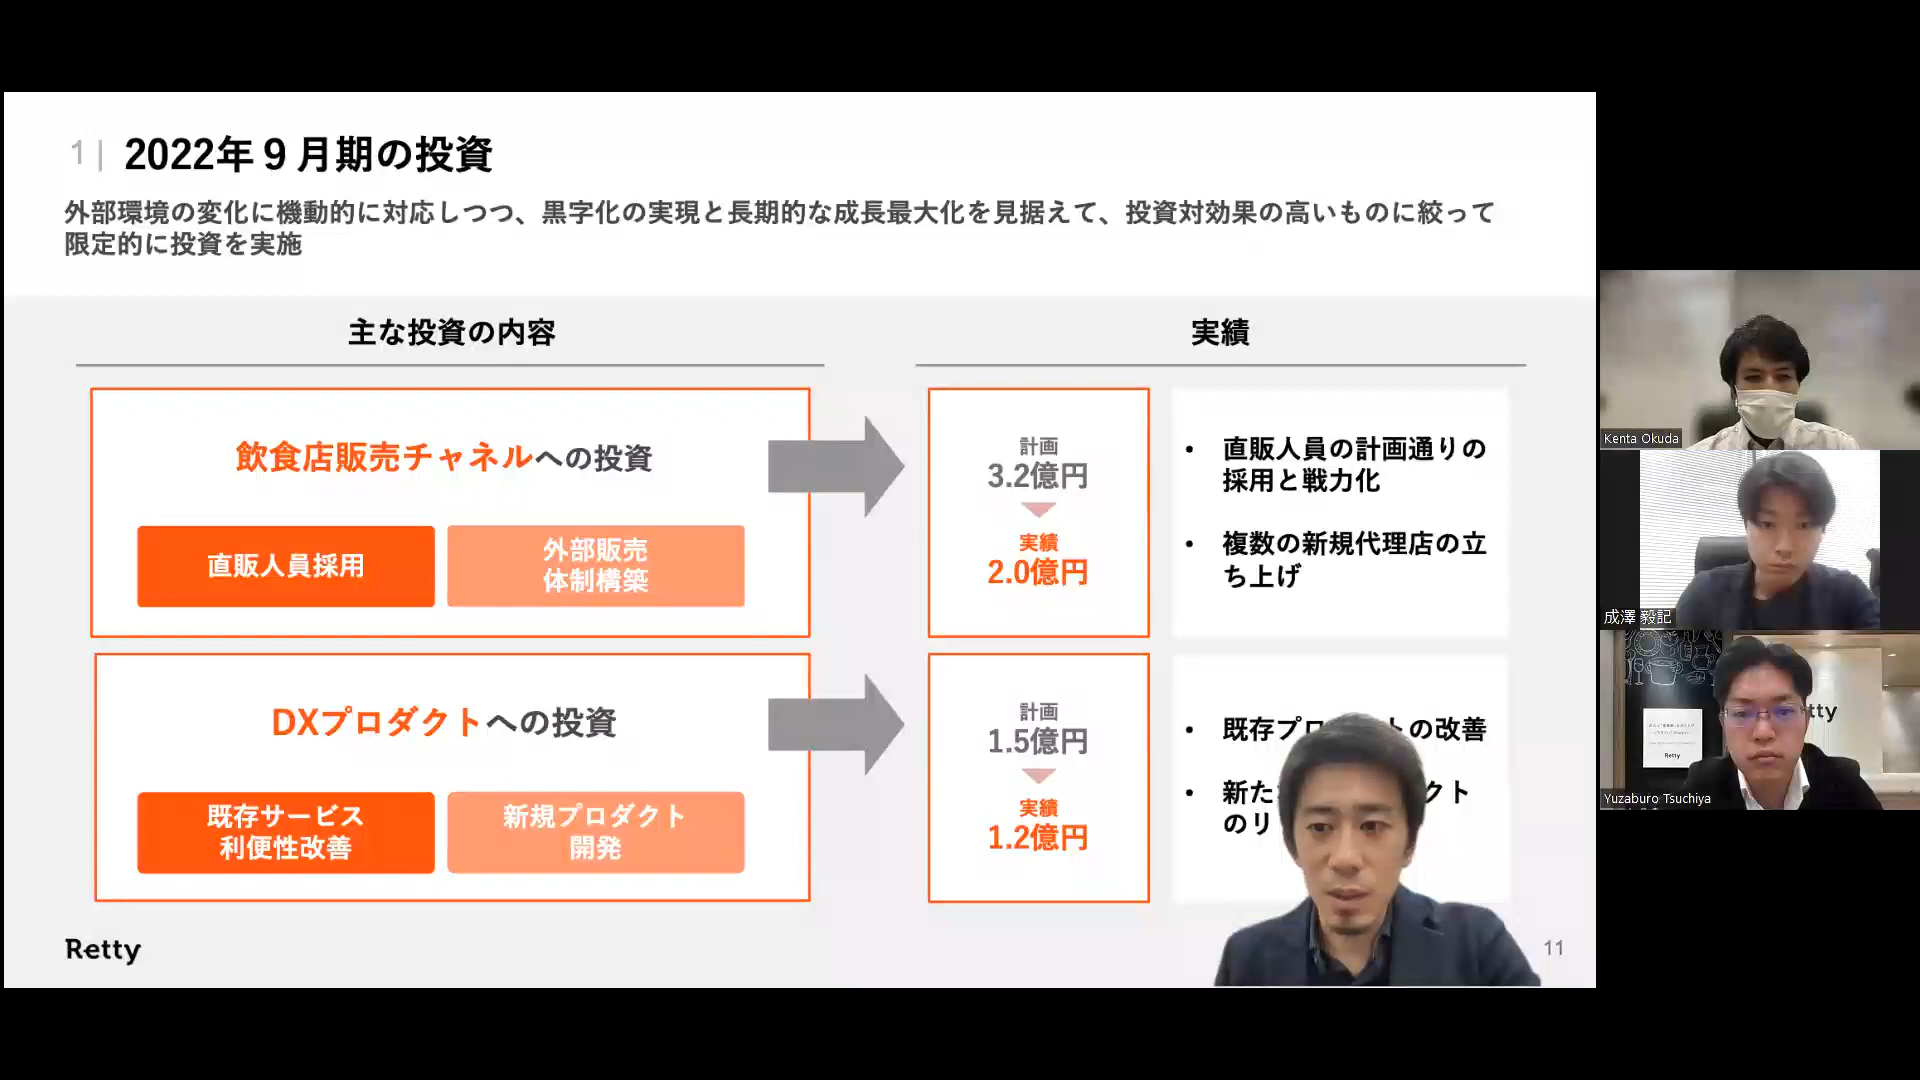 1| 2022年9月期の投資
外部環境の変化に機動的に対応しつつ、黒字化の実現と長期的な成長最大化を見据えて、投資対効果の高いものに絞って
限定的に投資を実施
主な投資の内容
実績
飲食店販売チャネルへの投資
直販人員採用
外部販売
体制構築
計画
3.2億円
実績
2.0億円
• 直販人員の計画通りの
採用と戦力化
• 複数の新規代理店の立
ち上げ
DXプロダクトへの投資
既存サービス
利便性改善
新規プロダクト
開発
計画
1.5億円
実績
1.2億円
• 既存プロ トの改善
• 新た クト
のリ
Retty
11
Kenta Okuda
成澤 毅記
tty
Retty
Yuzaburo Tsuchiya